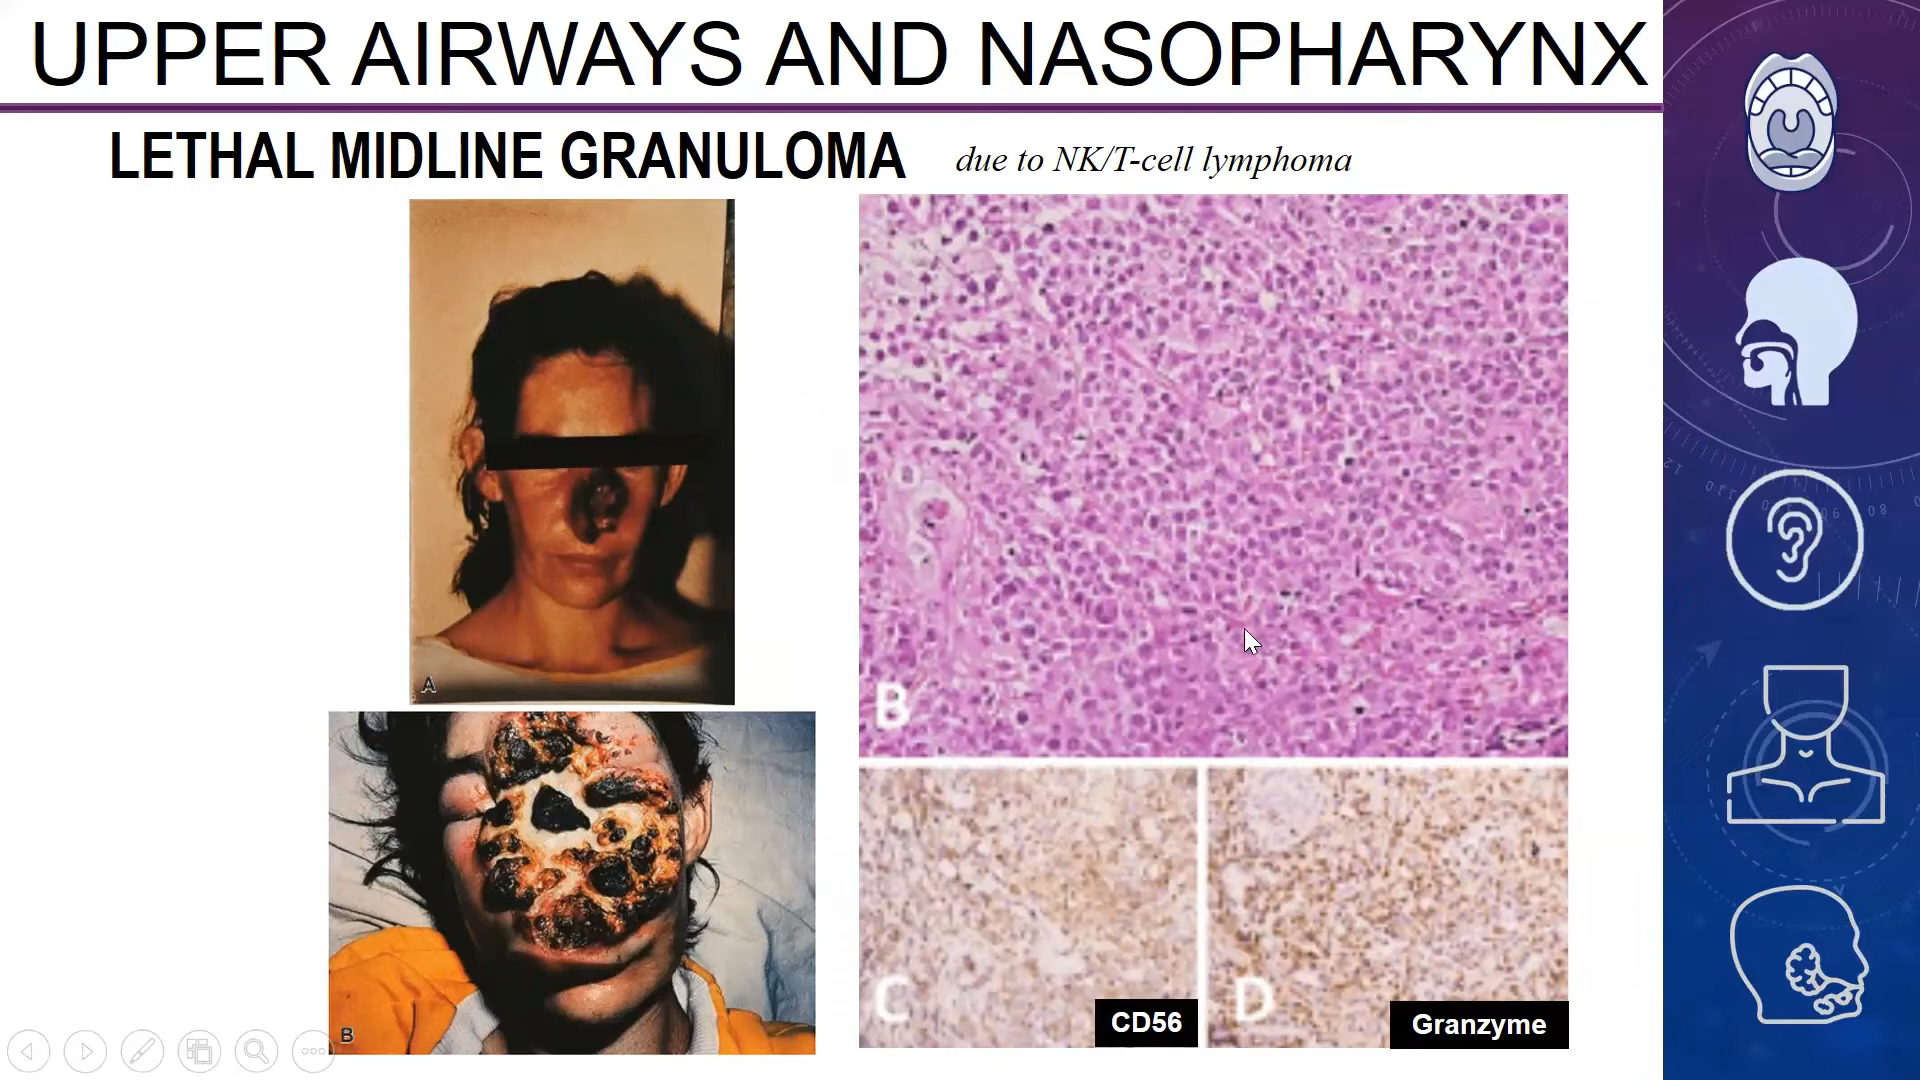 UPPER AIRWAYS AND NASOPHARYNX
LETHAL MIDLINE GRANULOMA due to NK/T-cell lymphoma
A
B
B
C
CD56
D
Granzyme